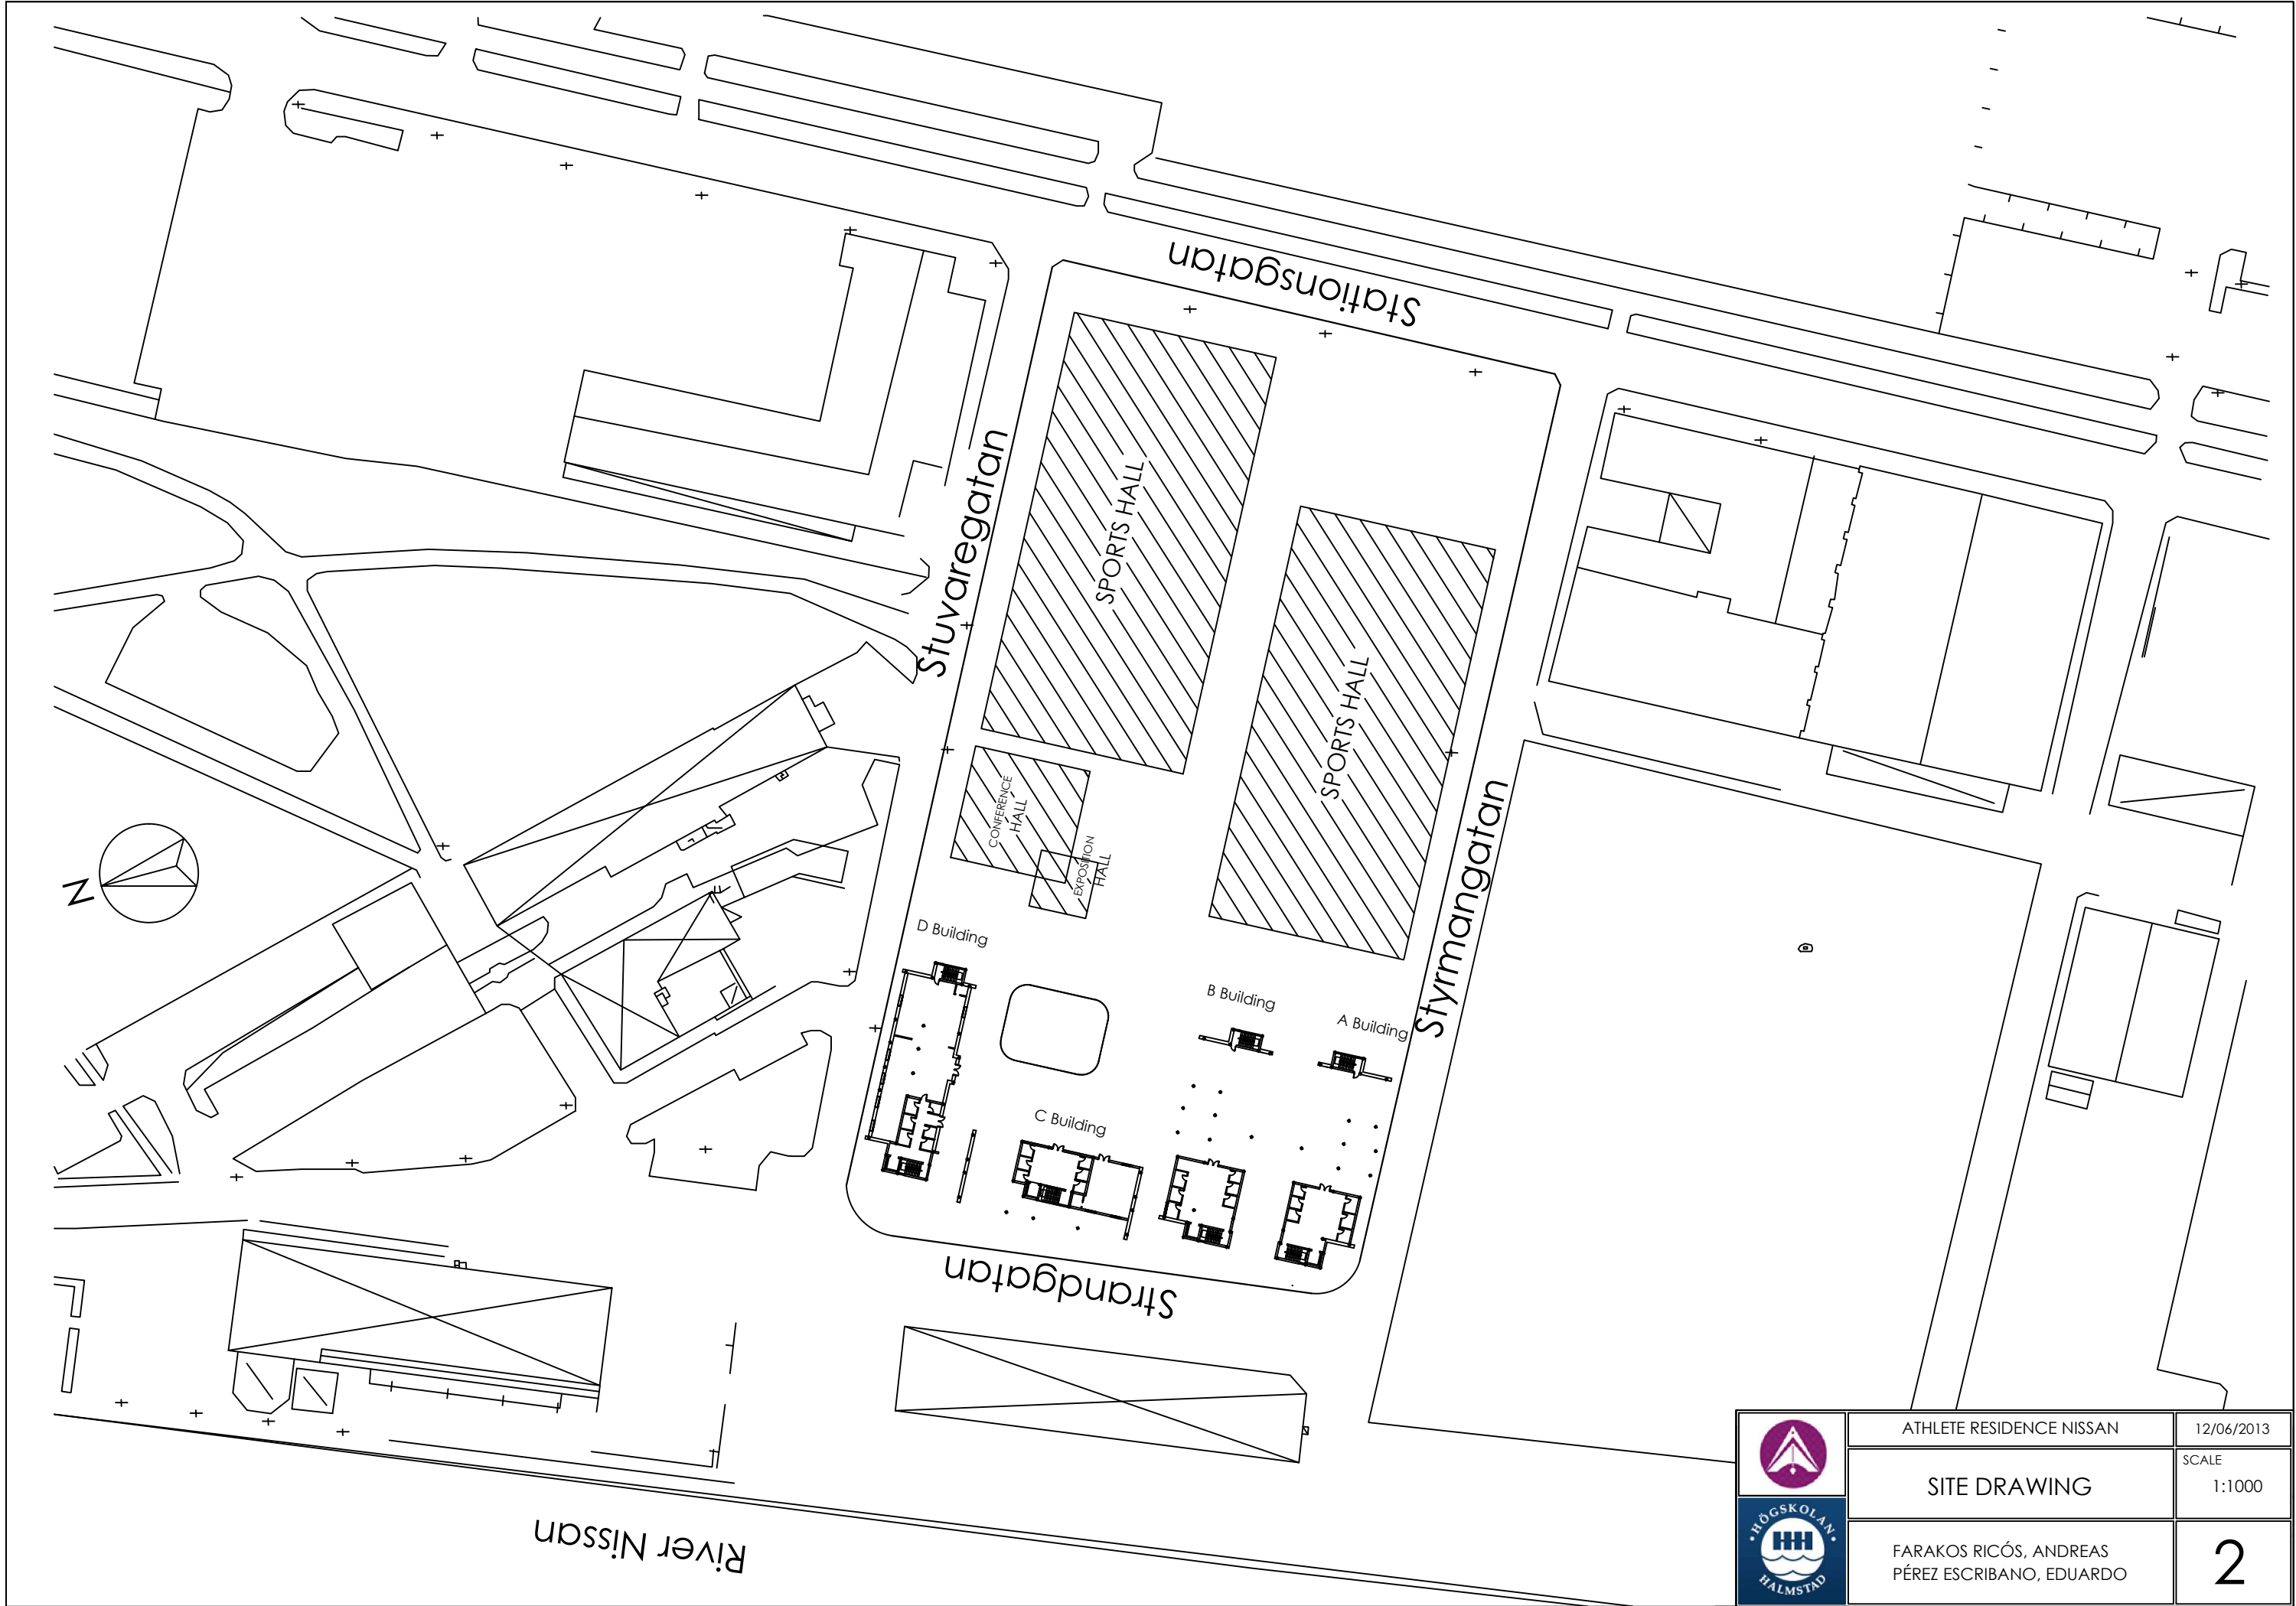 Stationsgatan
Stuvaregatan
SPORTS HALL
SPORTS HALL
CONFERENCE
HALL
EXPOSITION
HALL
Styrmangatan
N
D Building
B Building
A Building
C Building
Strandgatan
River Nissan
ATHLETE RESIDENCE NISSAN
12/06/2013
SITE DRAWING
SCALE
1:1000
HÖGSKOLAN
HH
HALMSTAD
FARAKOS RICÓS, ANDREAS
PÉREZ ESCRIBANO, EDUARDO
2